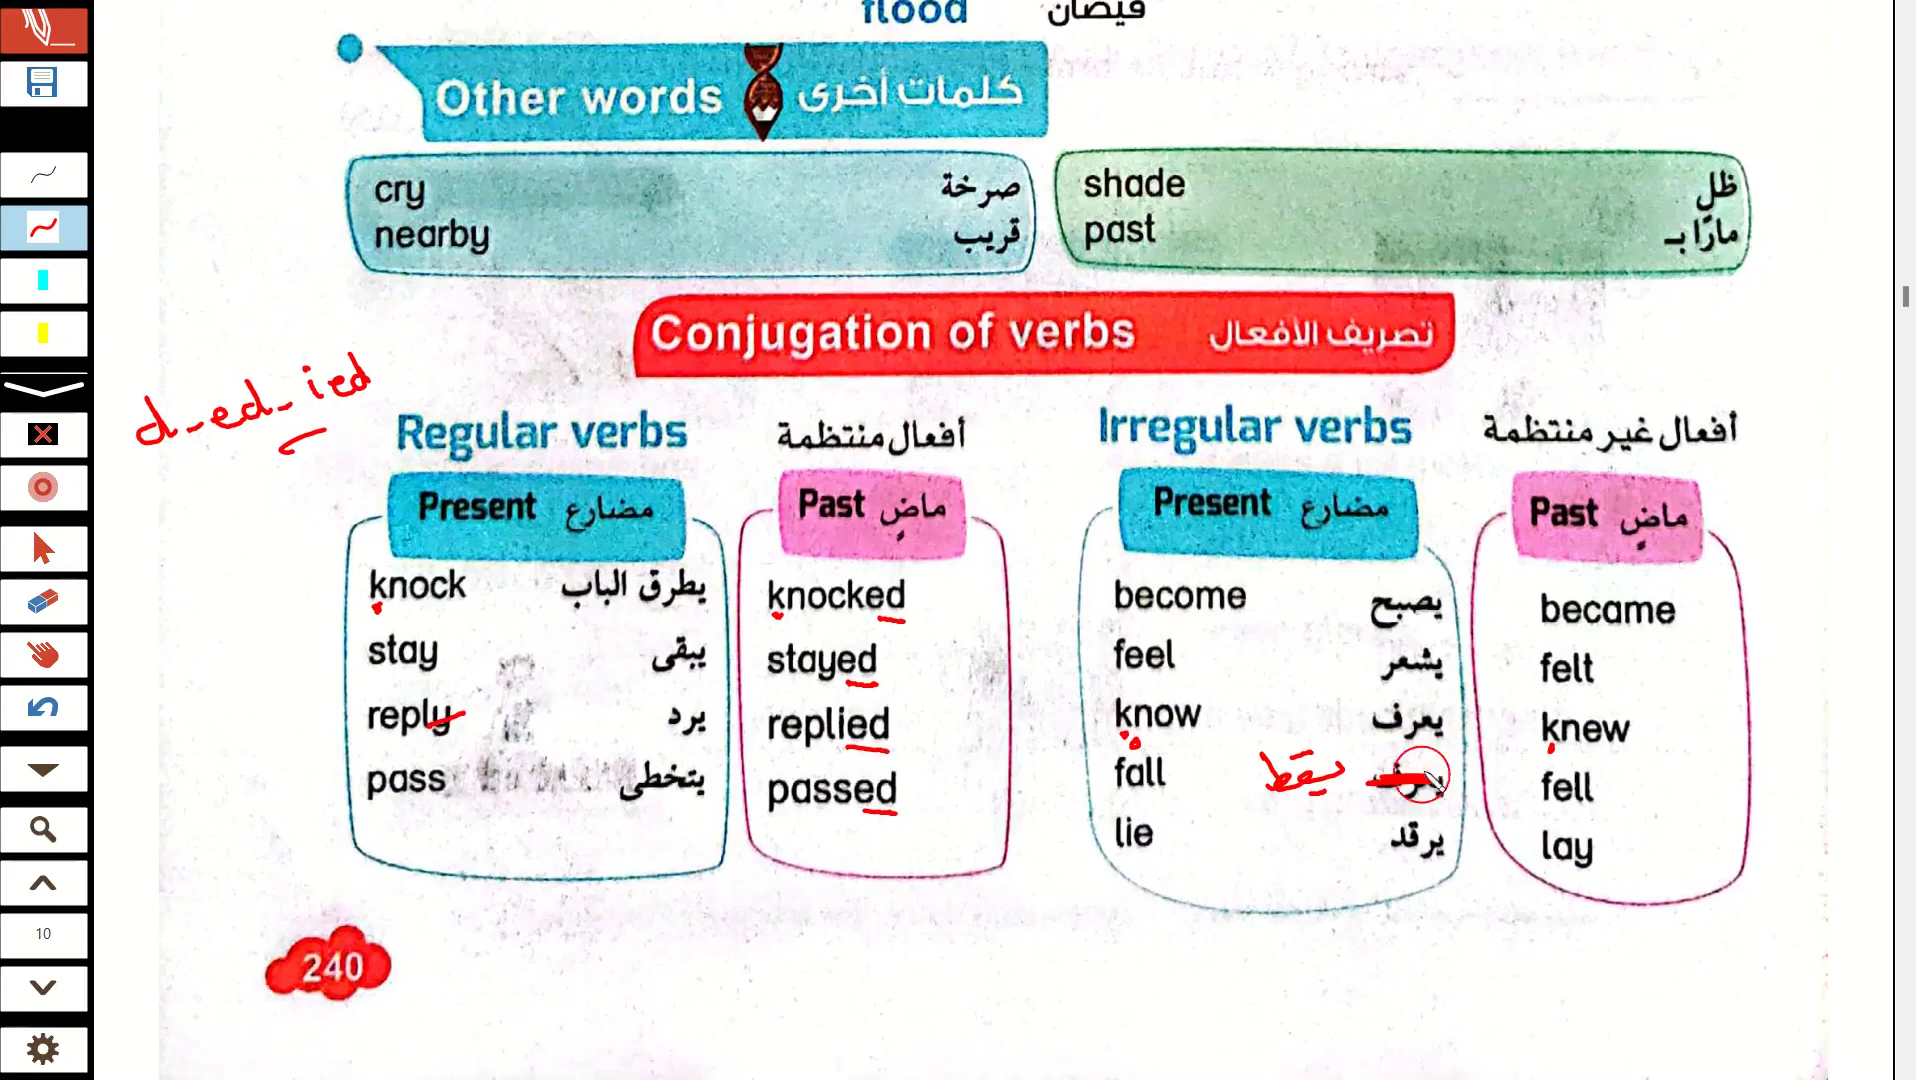 flood فيضان
Other words كلمات أخرى
cry صرخة
nearby قريب
shade ظل
past مارًا بـ
Conjugation of verbs تصريف الأفعال
d_ed_ied
Regular verbs أفعال منتظمة
Present مضارع Past ماضٍ
knock يطرق الباب knocked
stay يبقى stayed
reply يرد replied
pass يتخطى passed
Irregular verbs أفعال غير منتظمة
Present مضارع Past ماضٍ
become يصبح became
feel يشعر felt
know يعرف knew
fall يسقط يعرف fell
lie يرقد lay
240
10